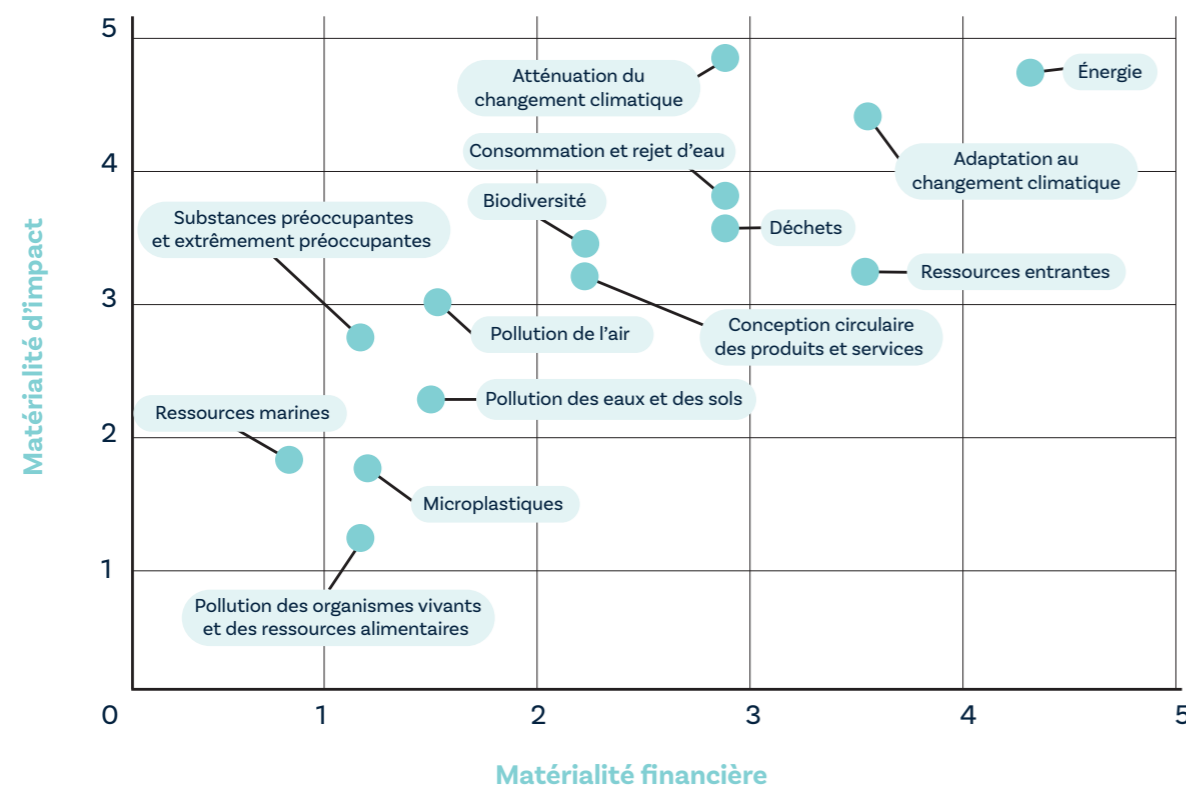 5
Atténuation du
changement climatique
Énergie
Consommation et rejet d'eau
4
Adaptation au
changement climatique
Biodiversité
Substances préoccupantes
et extrêmement préoccupantes
Déchets
Ressources entrantes
Matérialité d'impact
3
Pollution de l'air
Conception circulaire
des produits et services
Pollution des eaux et des sols
Ressources marines
2
Microplastiques
1
Pollution des organismes vivants
et des ressources alimentaires
0
1
2
3
4
5
Matérialité financière